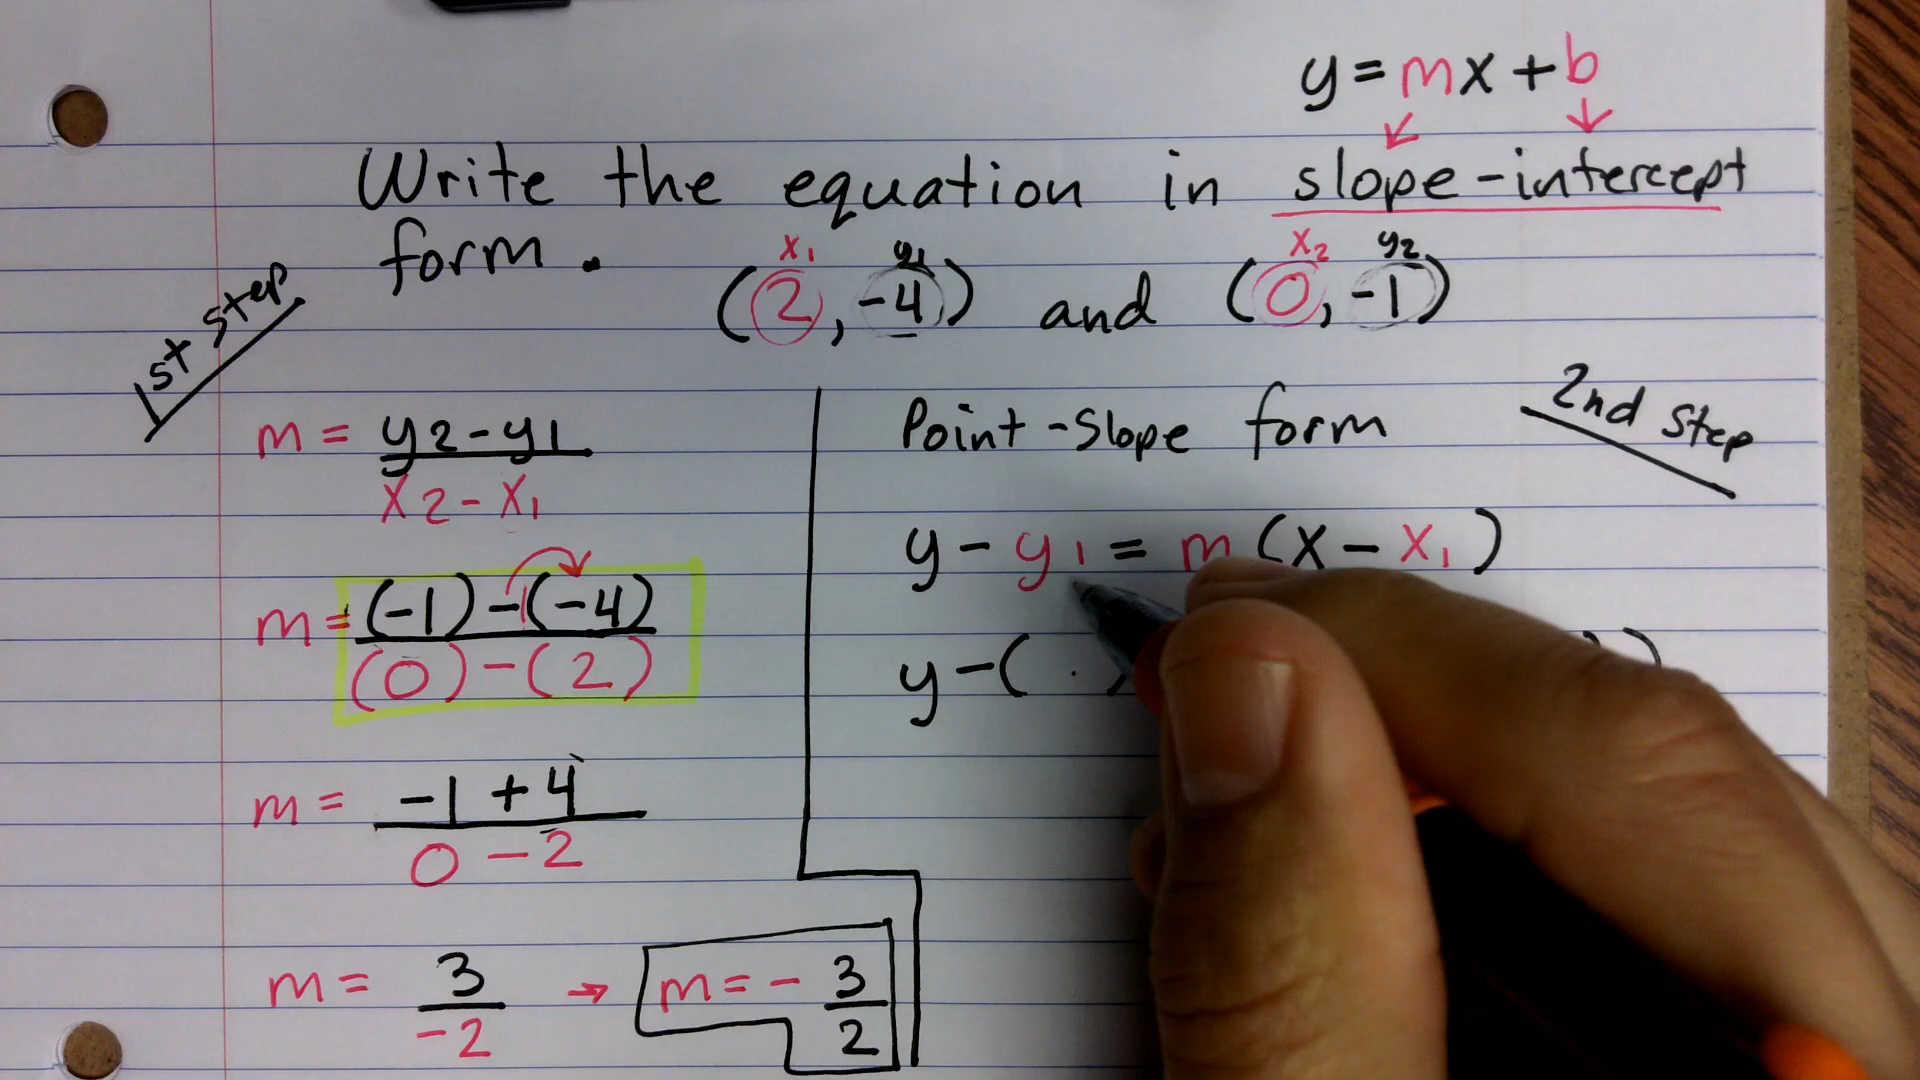 y = mx + b
Write the equation in slope-intercept
form.
x1 y1 x2 y2
(2, -4) and (0, -1)
1st step
m = y2 - y1
x2 - x1
m = (-1) - (-4)
(0) - (2)
m = -1 + 4
0 - 2
m = 3
-2
→ m = - 3
2
Point-Slope form
2nd Step
y - y1 = m(x - x1)
y - (